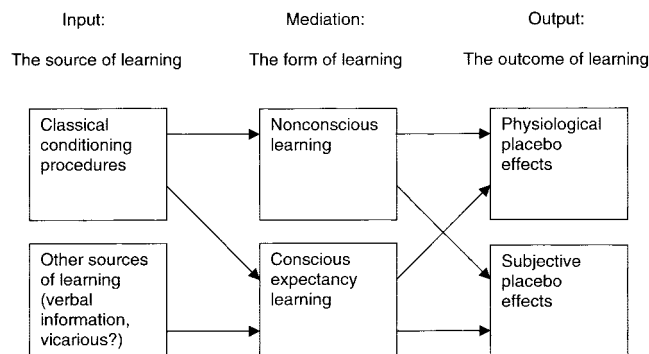 Input:
Mediation:
Output:
The source of learning
The form of learning
The outcome of learning
Classical
conditioning
procedures
Nonconscious
learning
Physiological
placebo
effects
Other sources
of learning
(verbal
information,
vicarious?)
Conscious
expectancy
learning
Subjective
placebo
effects